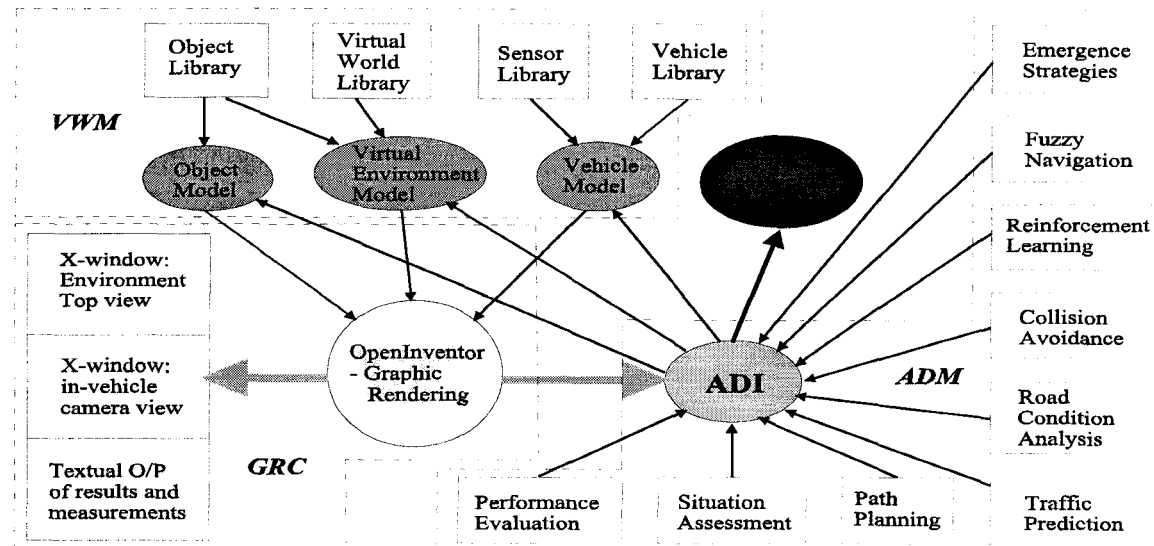 Object
Library
Virtual
World
Library
Sensor
Library
Vehicle
Library
Emergence
Strategies
VWM
Object
Model
Virtual
Environment
Model
Vehicle
Model
Fuzzy
Navigation
Reinforcement
Learning
X-window:
Environment
Top view
X-window:
in-vehicle
camera view
Textual O/P
of results and
measurements
OpenInventor
- Graphic
Rendering
GRC
ADI
ADM
Collision
Avoidance
Road
Condition
Analysis
Traffic
Prediction
Performance
Evaluation
Situation
Assessment
Path
Planning